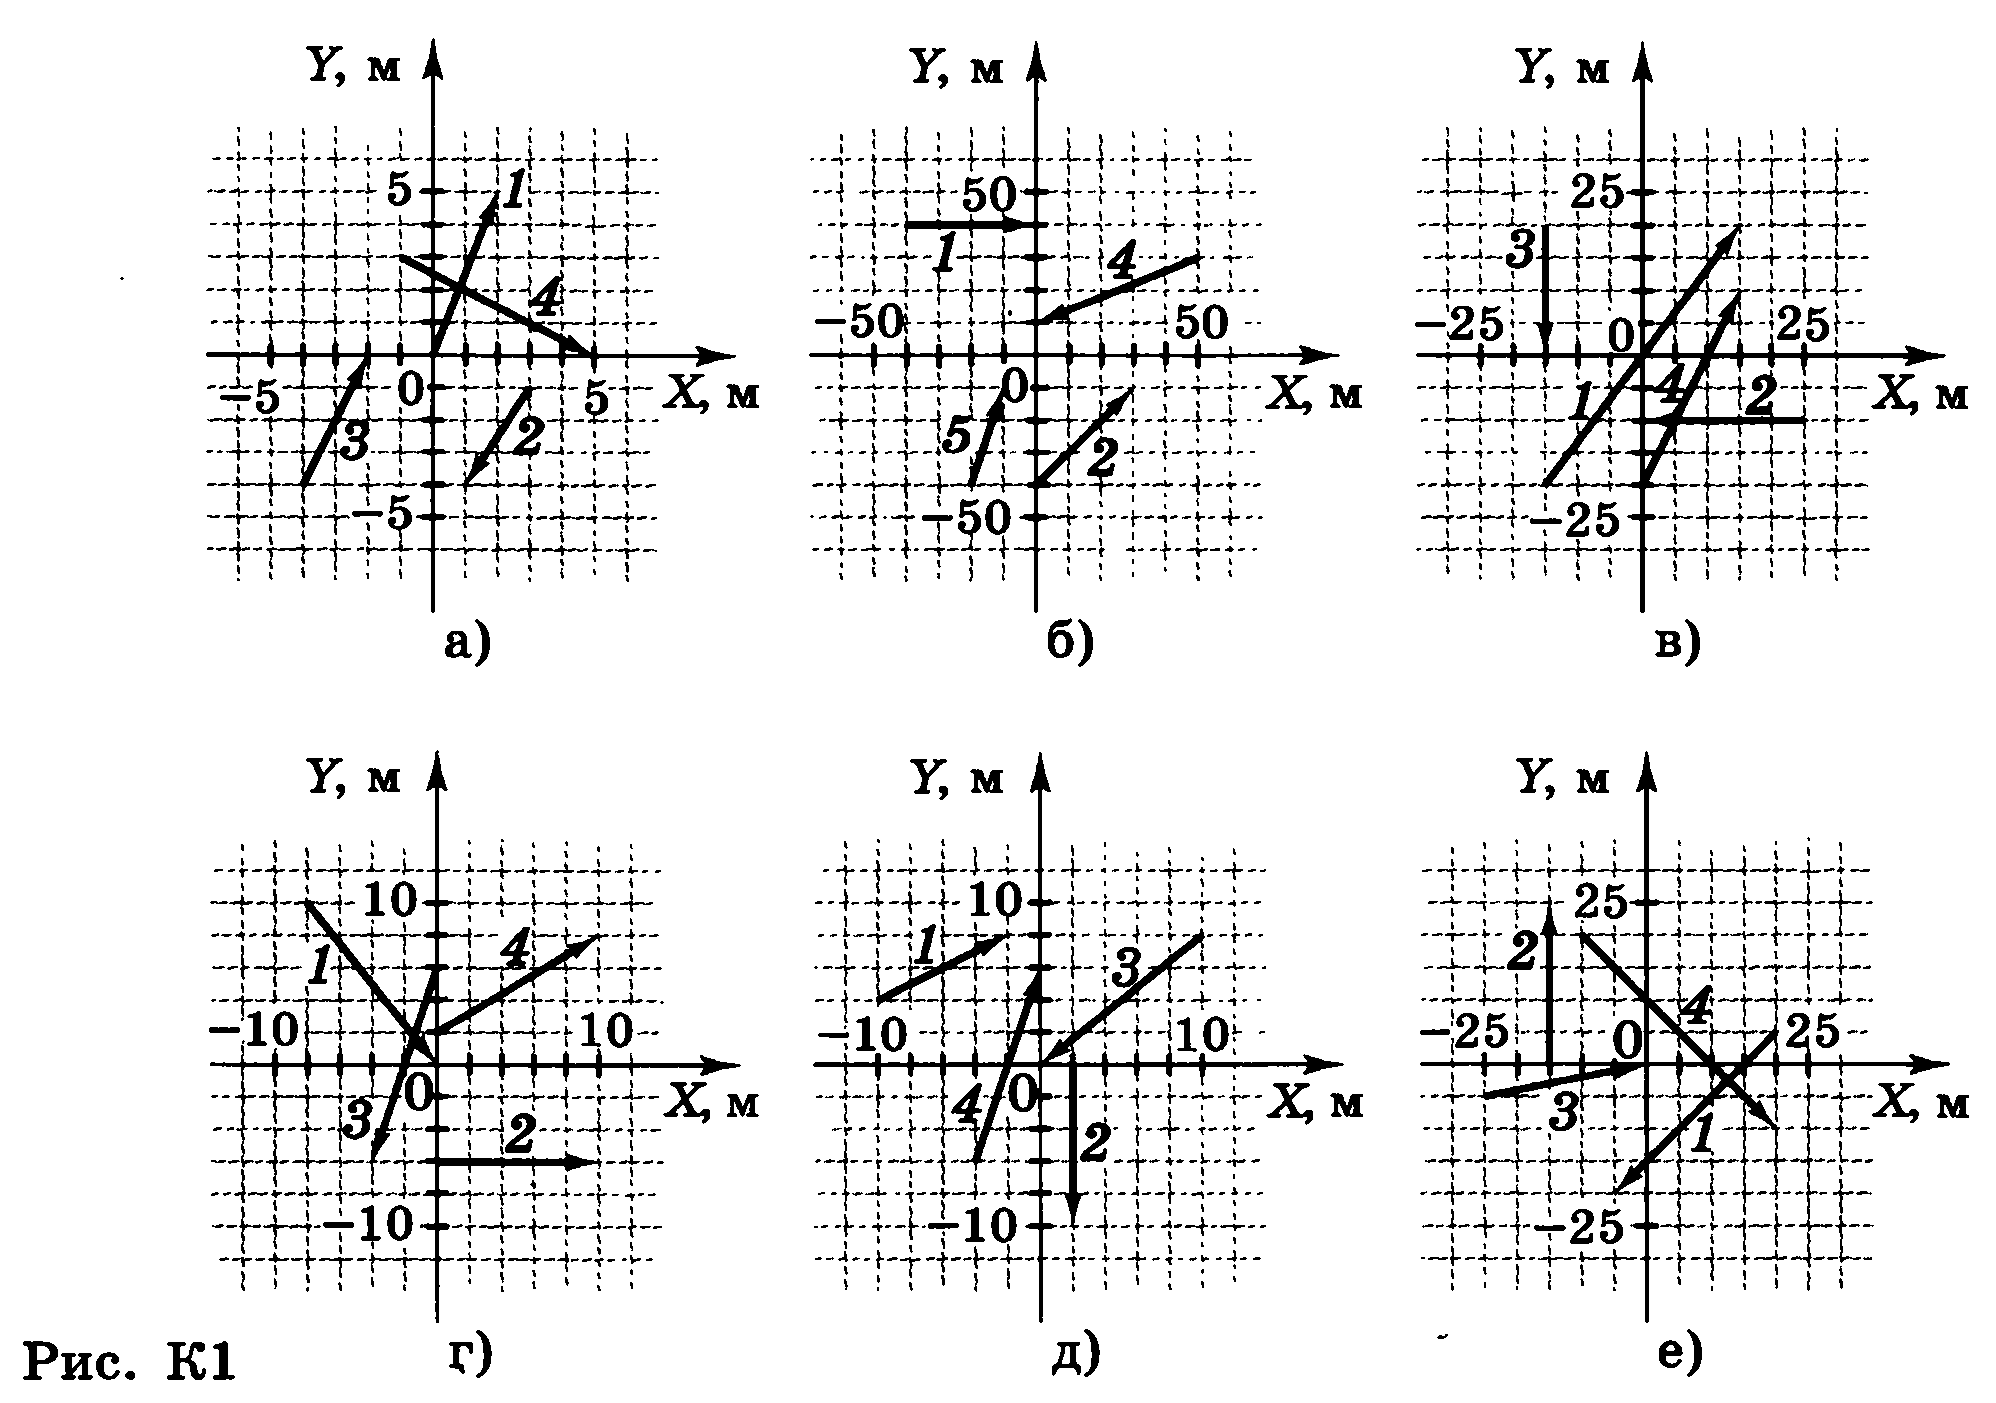 Y, м Y, м Y, м
5 1 50 25
1 3
4 4
−50 50 −25 0 25
−5 0 5 X, м 0 X, м 1 4 2 X, м
3 2 5 2
−5 −50 −25
а) б) в)
Y, м Y, м Y, м
10 10 25
1 4 1 3 2
4
−10 10 −10 10 −25 0 25
0 X, м 4 0 X, м 3 X, м
3 2 2 1
−10 −10 −25
Рис. К1 г) д) е)